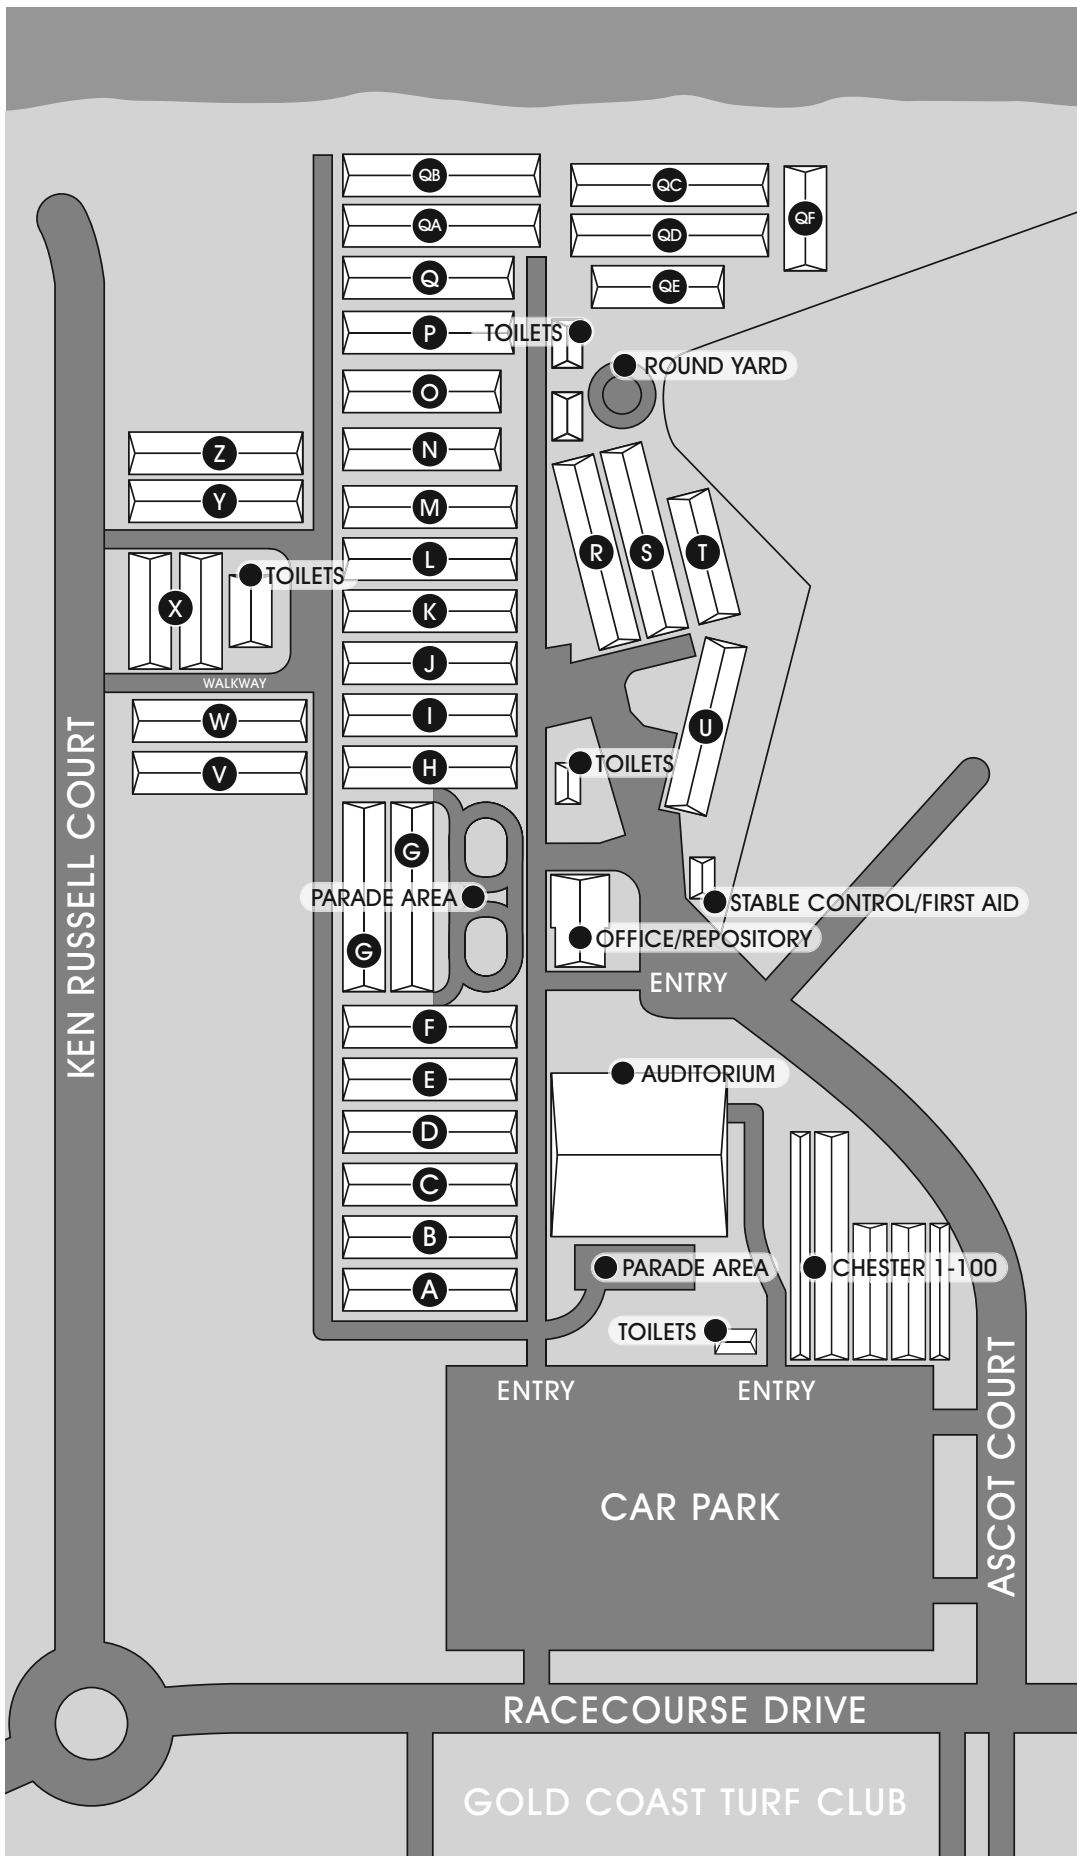 QB
QC
QF
QA
QD
Q
QE
P
TOILETS
ROUND YARD
O
N
Z
Y
M
L
R
S
T
TOILETS
X
K
J
WALKWAY
W
I
U
V
H
TOILETS
G
PARADE AREA
STABLE CONTROL/FIRST AID
G
OFFICE/REPOSITORY
ENTRY
KEN RUSSELL COURT
F
E
AUDITORIUM
D
C
B
A
PARADE AREA
CHESTER 1-100
TOILETS
ENTRY
ENTRY
ASCOT COURT
CAR PARK
RACECOURSE DRIVE
GOLD COAST TURF CLUB